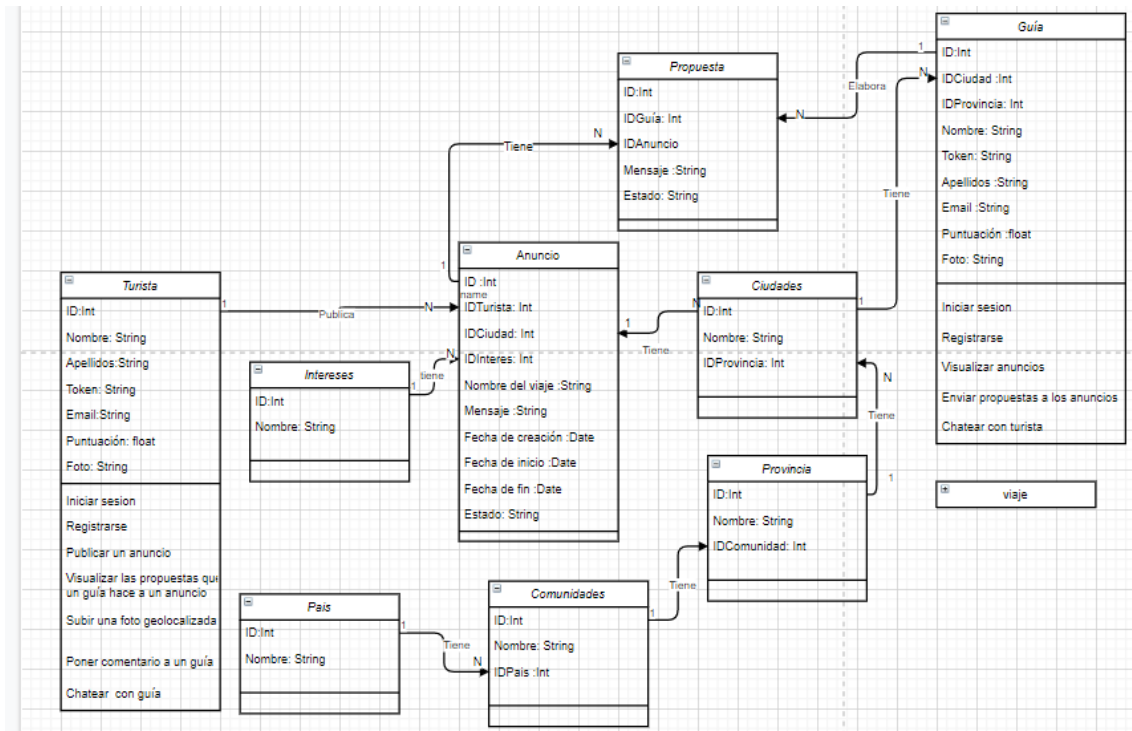 Guía
ID:Int
IDCiudad :Int
IDProvincia: Int
Nombre: String
Token: String
Apellidos :String
Email :String
Puntuación :float
Foto: String
Iniciar sesion
Registrarse
Visualizar anuncios
Enviar propuestas a los anuncios
Chatear con turista
1
N
Elabora
N
Tiene
1
Propuesta
ID:Int
IDGuía: Int
IDAnuncio
Mensaje :String
Estado: String
N
Tiene
1
Anuncio
ID :Int
name
IDTurista: Int
IDCiudad: Int
IDInteres: Int
Nombre del viaje :String
Mensaje :String
Fecha de creación :Date
Fecha de inicio :Date
Fecha de fin :Date
Estado: String
Turista
ID:Int
Nombre: String
Apellidos:String
Token: String
Email:String
Puntuación: float
Foto: String
Iniciar sesion
Registrarse
Publicar un anuncio
Visualizar las propuestas que
un guía hace a un anuncio
Subir una foto geolocalizada
Poner comentario a un guía
Chatear con guía
1
Publica
N
Intereses
ID:Int
Nombre: String
1
tiene
N
Ciudades
ID:Int
Nombre: String
IDProvincia: Int
N
1
Tiene
N
Tiene
1
Provincia
ID:Int
Nombre: String
IDComunidad: Int
viaje
Tiene
1
Comunidades
ID:Int
Nombre: String
IDPais :Int
Pais
ID:Int
Nombre: String
1
Tiene
N